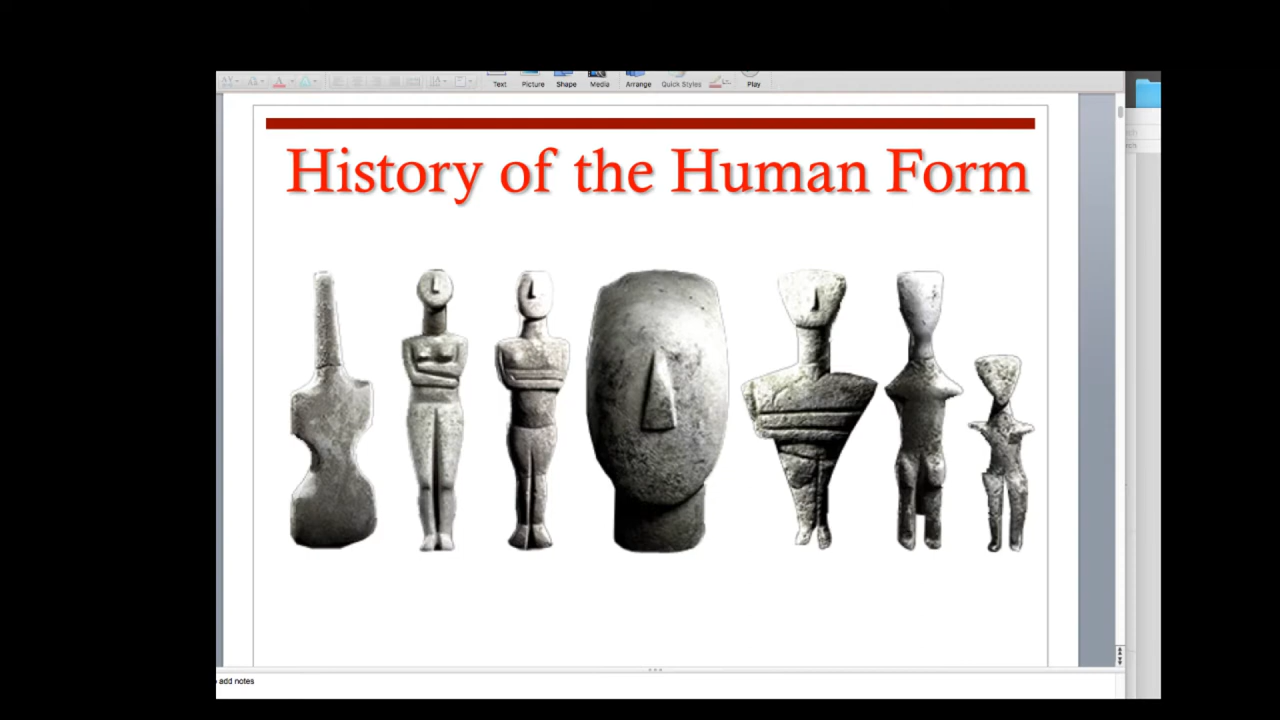 Text Picture Shape Media Arrange Quick Styles Play
History of the Human Form
add notes